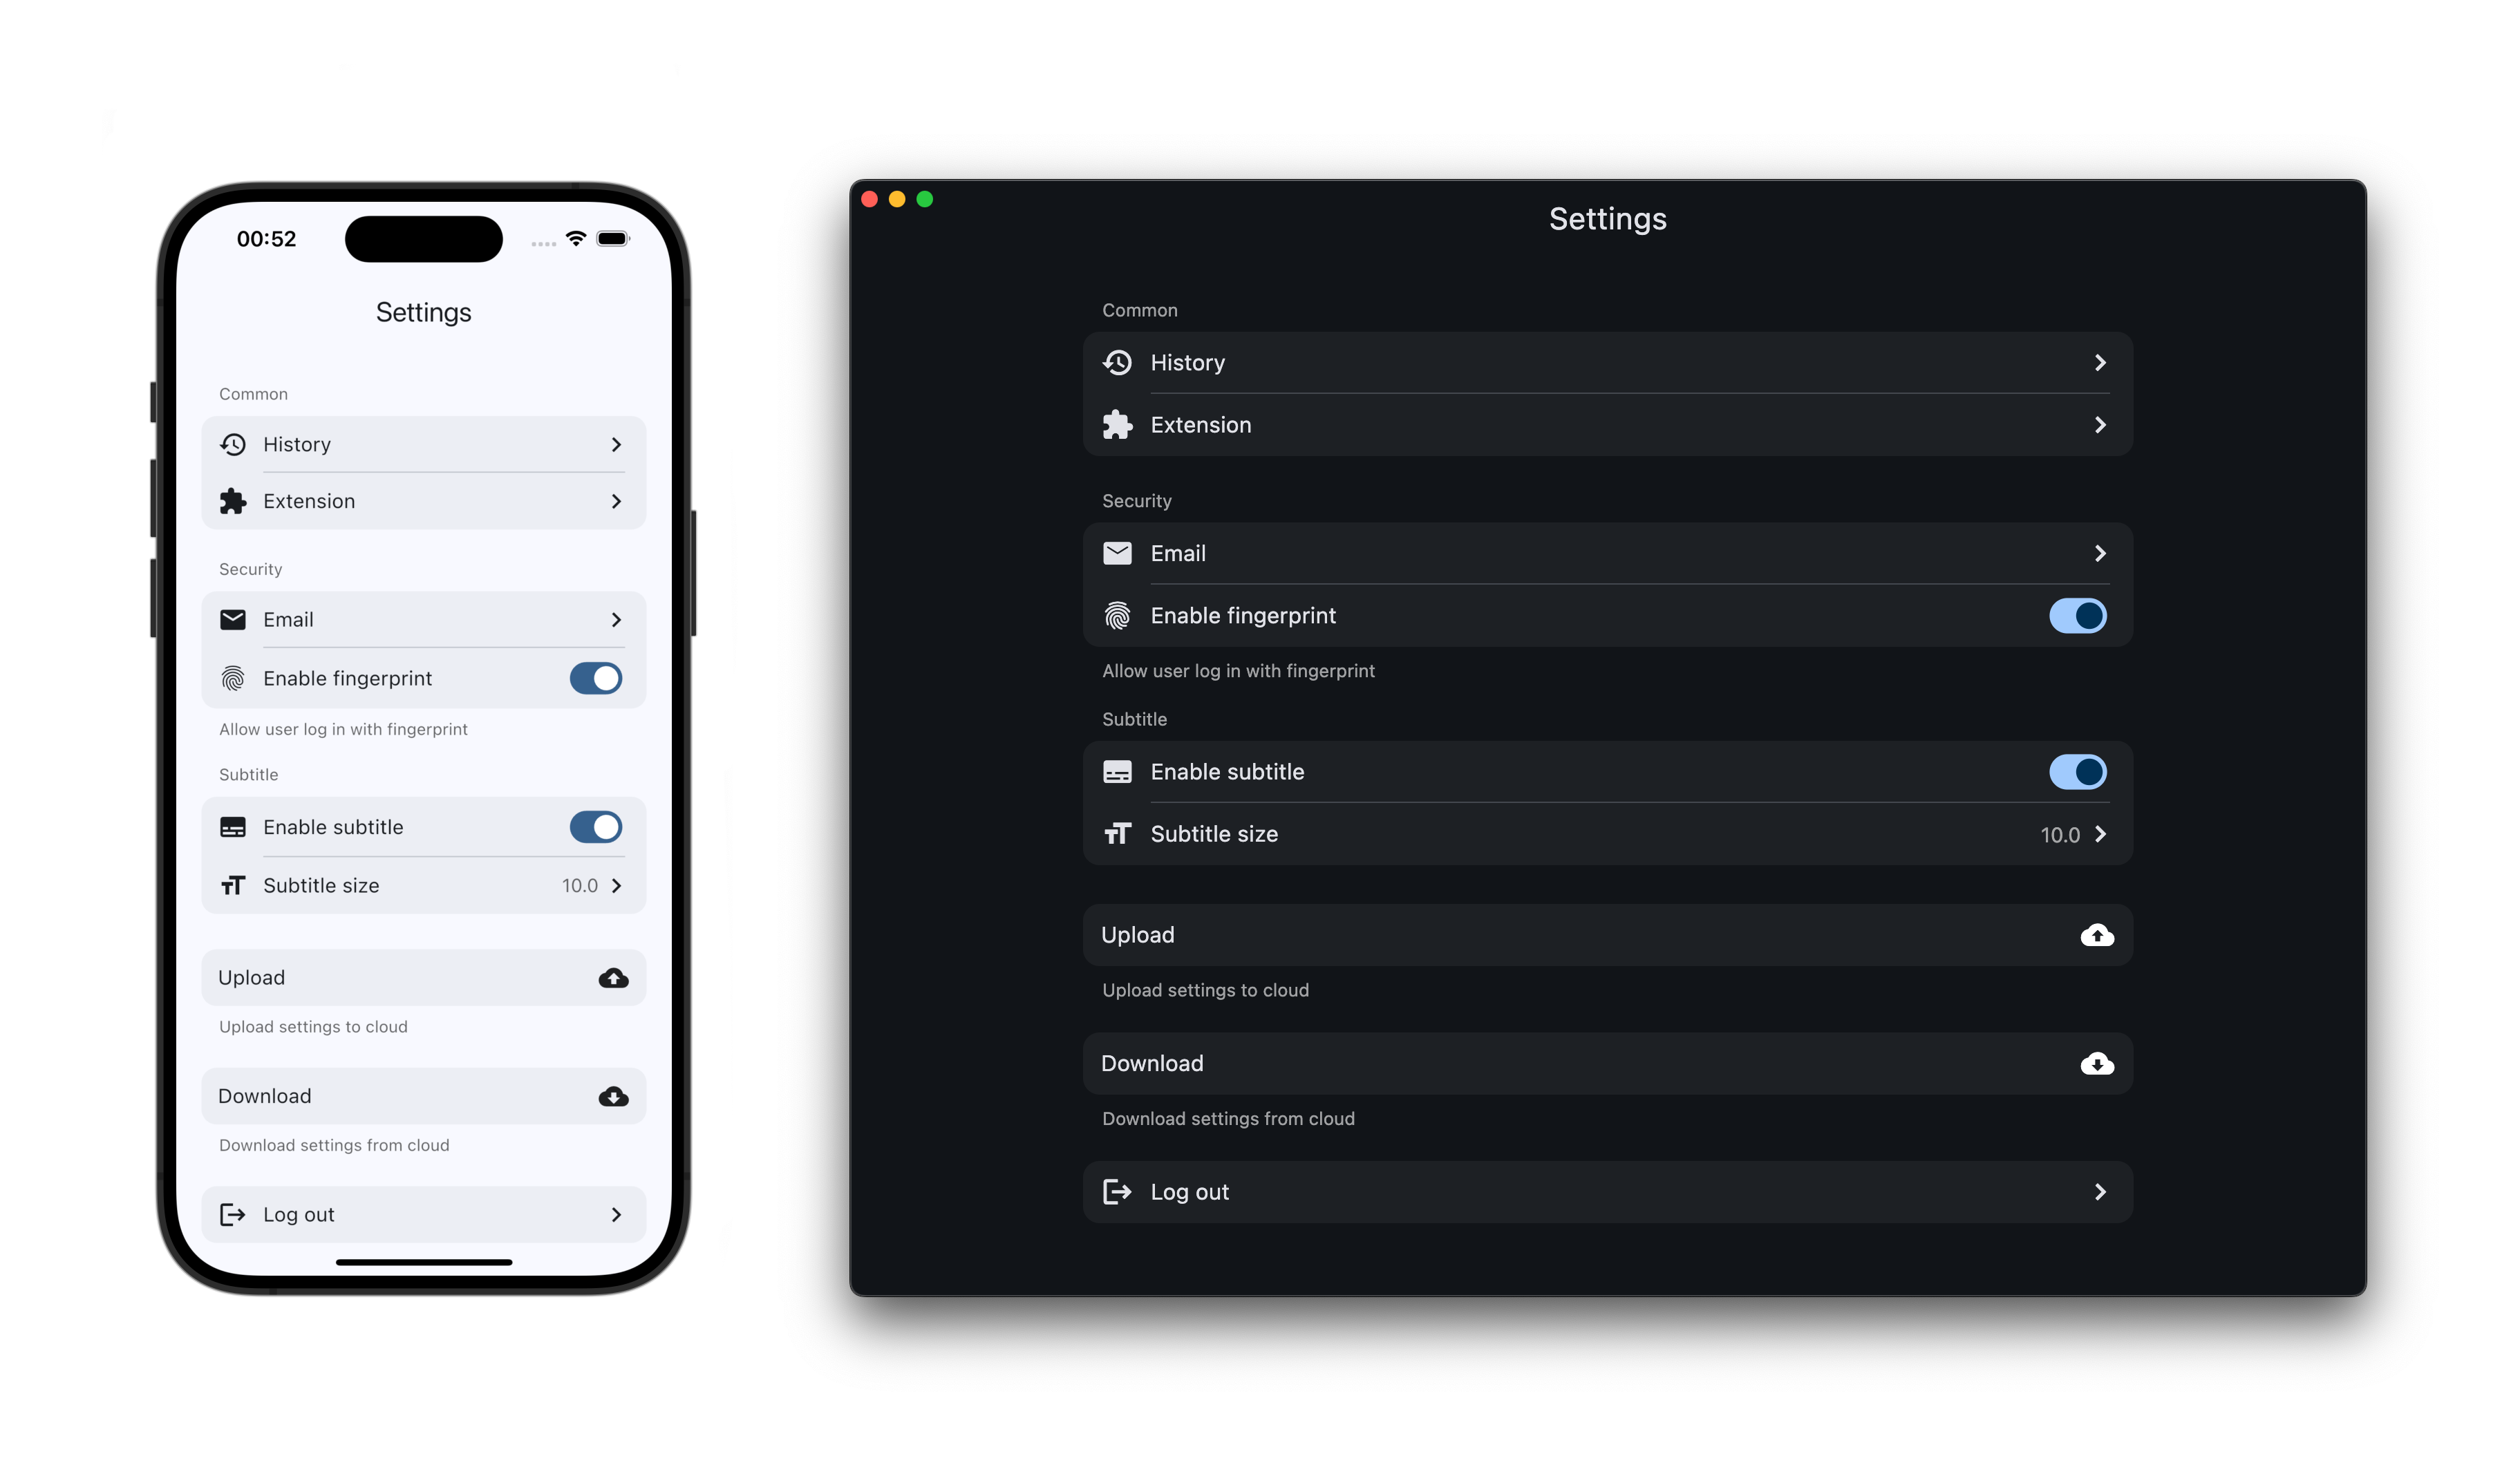 00:52
Settings
Common
History
Extension
Security
Email
Enable fingerprint
Allow user log in with fingerprint
Subtitle
Enable subtitle
Subtitle size 10.0
Upload
Upload settings to cloud
Download
Download settings from cloud
Log out
Settings
Common
History
Extension
Security
Email
Enable fingerprint
Allow user log in with fingerprint
Subtitle
Enable subtitle
Subtitle size 10.0
Upload
Upload settings to cloud
Download
Download settings from cloud
Log out